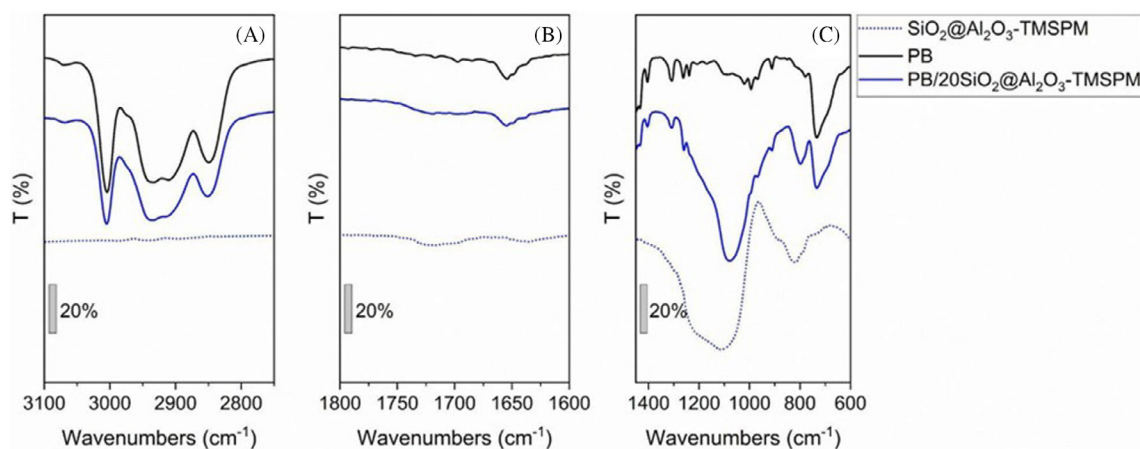 (A)
T (%)
20%
3100 3000 2900 2800
Wavenumbers (cm⁻¹)
(B)
T (%)
20%
1800 1750 1700 1650 1600
Wavenumbers (cm⁻¹)
(C)
T (%)
20%
1400 1200 1000 800 600
Wavenumbers (cm⁻¹)
SiO₂@Al₂O₃-TMSPM
PB
PB/20SiO₂@Al₂O₃-TMSPM